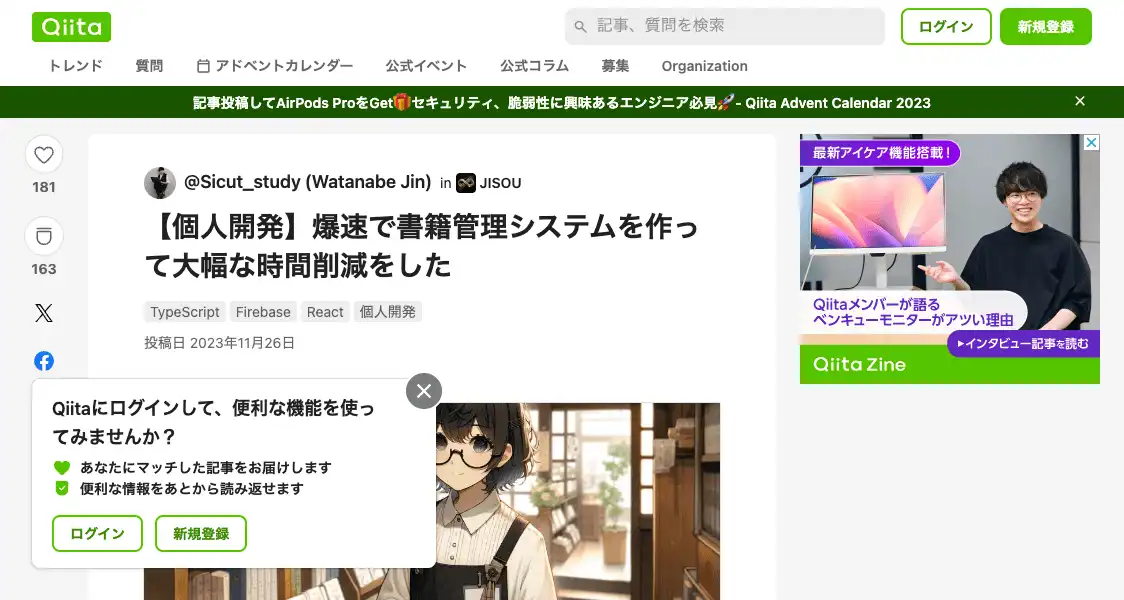 Qiita
記事、質問を検索
ログイン
新規登録
トレンド
質問
アドベントカレンダー
公式イベント
公式コラム
募集
Organization
記事投稿してAirPods ProをGet🎁セキュリティ、脆弱性に興味あるエンジニア必見🚀- Qiita Advent Calendar 2023
181
163
@Sicut_study (Watanabe Jin) in JISOU
【個人開発】爆速で書籍管理システムを作っ
て大幅な時間削減をした
TypeScript Firebase React 個人開発
投稿日 2023年11月26日
Qiitaにログインして、便利な機能を使っ
てみませんか？
あなたにマッチした記事をお届けします
便利な情報をあとから読み返せます
ログイン
新規登録
最新アイケア機能搭載！
Qiitaメンバーが語る
ベンキューモニターがアツい理由
インタビュー記事を読む
Qiita Zine